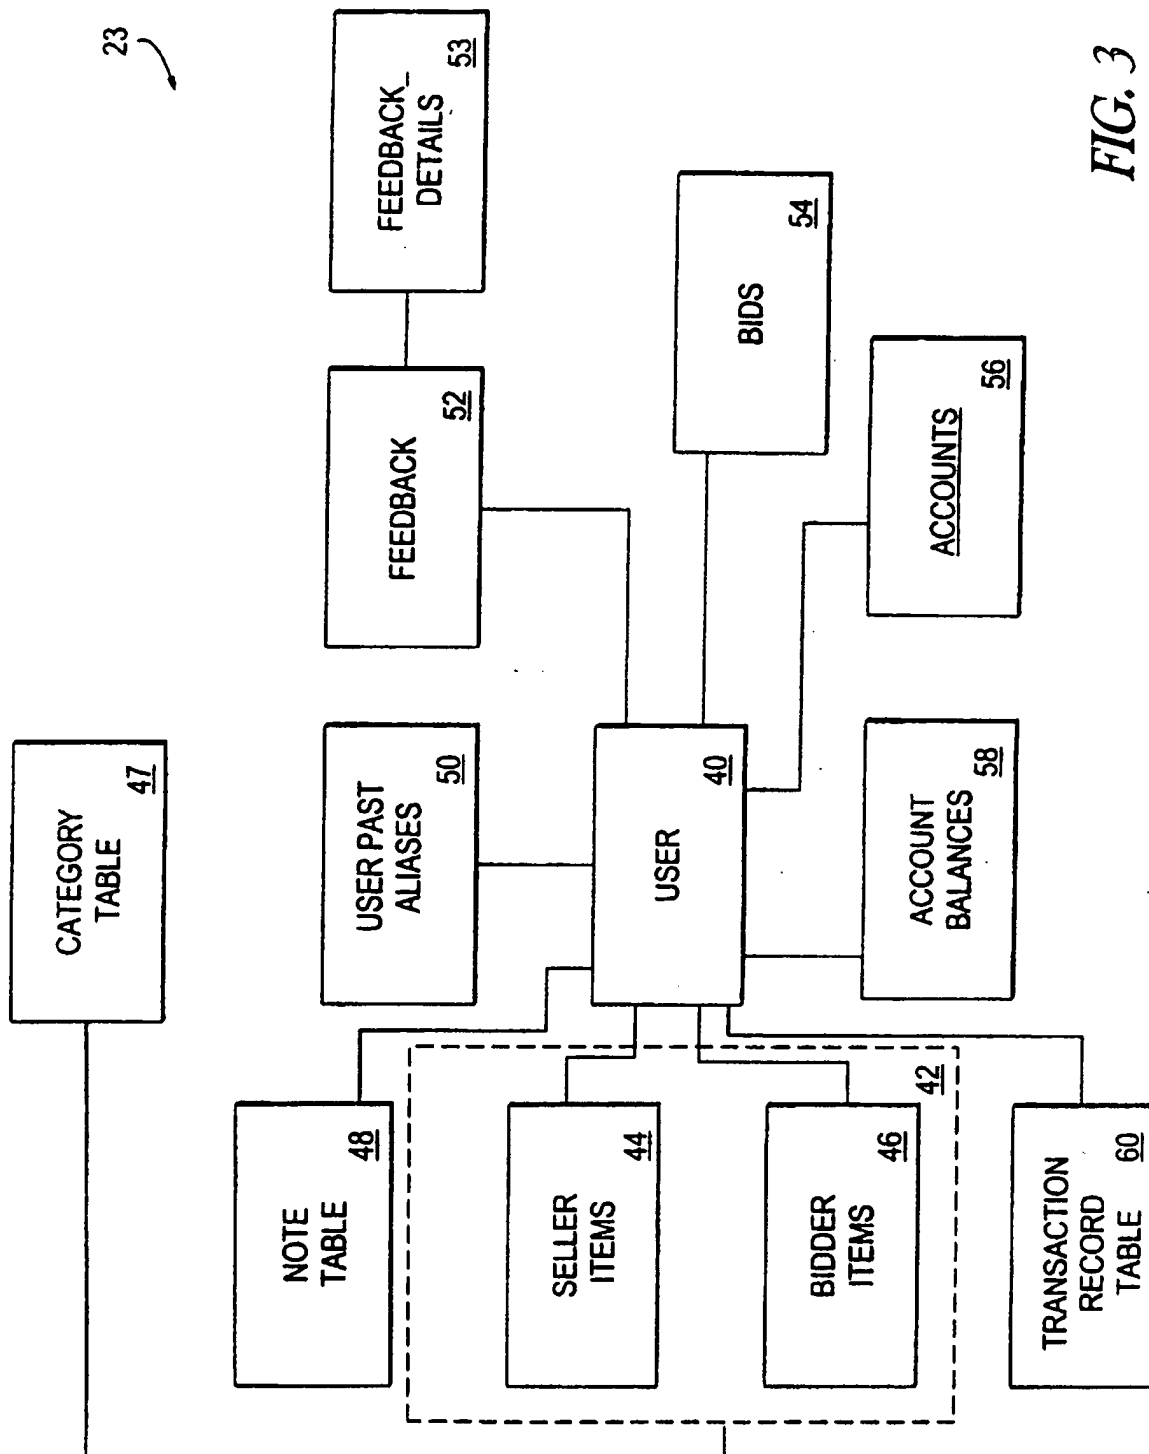 23
CATEGORY
TABLE
47
NOTE
TABLE
48
USER PAST
ALIASES
50
FEEDBACK
52
FEEDBACK_
DETAILS
53
SELLER
ITEMS
44
BIDDER
ITEMS
46
42
USER
40
BIDS
54
TRANSACTION
RECORD
TABLE
60
ACCOUNT
BALANCES
58
ACCOUNTS
56
FIG. 3